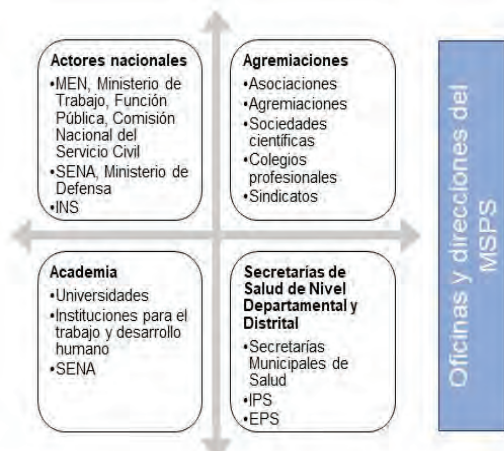 Actores nacionales
•MEN, Ministerio de
Trabajo, Función
Pública, Comisión
Nacional del
Servicio Civil
•SENA, Ministerio de
Defensa
•INS
Agremiaciones
•Asociaciones
•Agremiaciones
•Sociedades
científicas
•Colegios
profesionales
•Sindicatos
Academia
•Universidades
•Instituciones para el
trabajo y desarrollo
humano
•SENA
Secretarías de
Salud de Nivel
Departamental y
Distrital
•Secretarías
Municipales de
Salud
•IPS
•EPS
Oficinas y direcciones del
MSPS